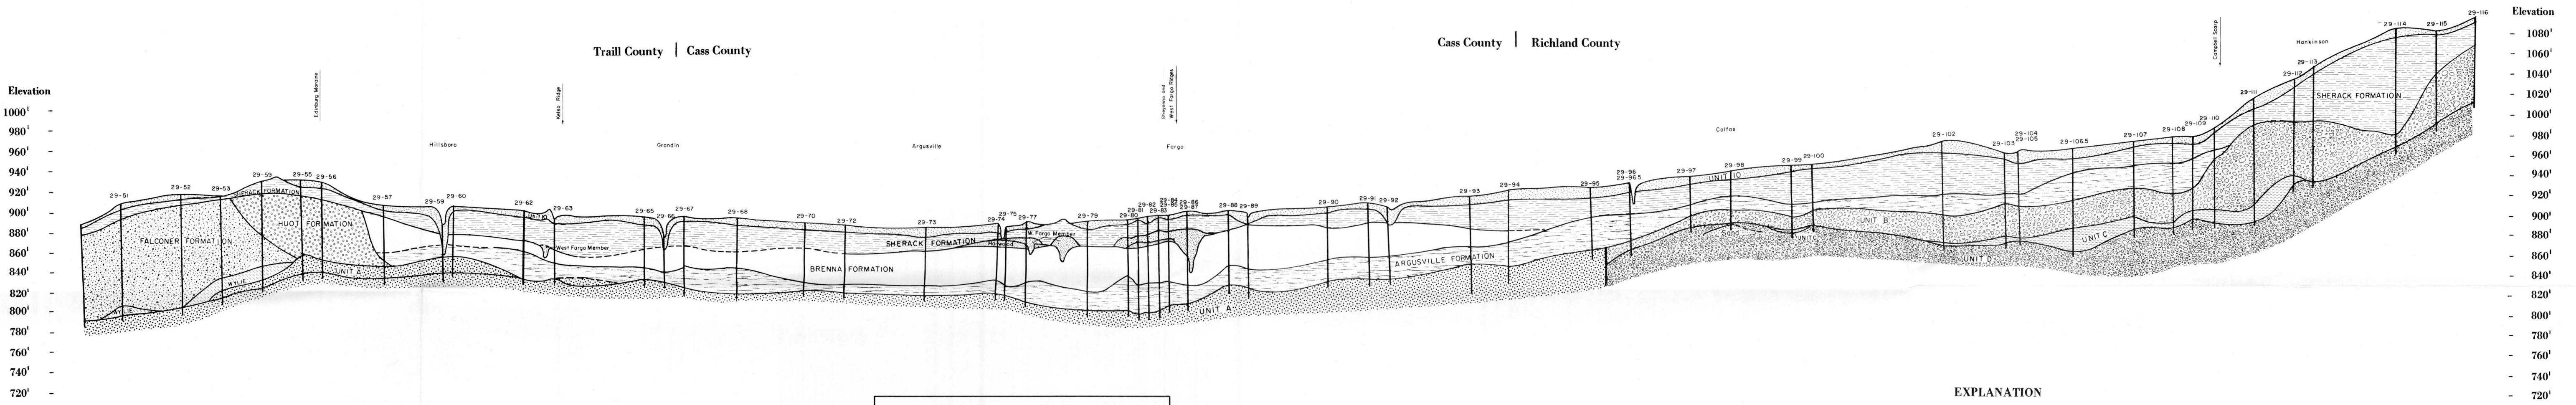 Elevation
1000'
980'
960'
940'
920'
900'
880'
860'
840'
820'
800'
780'
760'
740'
720'
Traill County | Cass County
Cass County | Richland County
Edinburg Moraine
Kelso Ridge
Sheyenne and
West Fargo Ridges
Campbell Scarp
Hillsboro
Grandin
Argusville
Fargo
Colfax
Hankinson
29-51
29-52
29-53
29-59
29-55
29-56
29-57
29-59
29-60
29-62
29-63
29-65
29-66
29-67
29-68
29-70
29-72
29-73
29-74
29-75
29-77
29-79
29-80
29-81
29-82
29-83
29-84
29-85
29-86
29-87
29-88
29-89
29-90
29-91
29-92
29-93
29-94
29-95
29-96
29-96.5
29-97
29-98
29-99
29-100
29-102
29-103
29-104
29-105
29-106.5
29-107
29-108
29-109
29-110
29-111
29-112
29-113
29-114
29-115
29-116
FALCONER FORMATION
SHERACK FORMATION
HUOT FORMATION
WYLIE
WYLIE
UNIT A
West Fargo Member
SHERACK FORMATION
Harwood
W. Fargo Member
BRENNA FORMATION
UNIT A
ARGUSVILLE FORMATION
UNIT 10
Sand
UNIT C
UNIT B
UNIT C
UNIT D
SHERACK FORMATION
Elevation
1080'
1060'
1040'
1020'
1000'
980'
960'
940'
920'
900'
880'
860'
840'
820'
800'
780'
760'
740'
720'
EXPLANATION